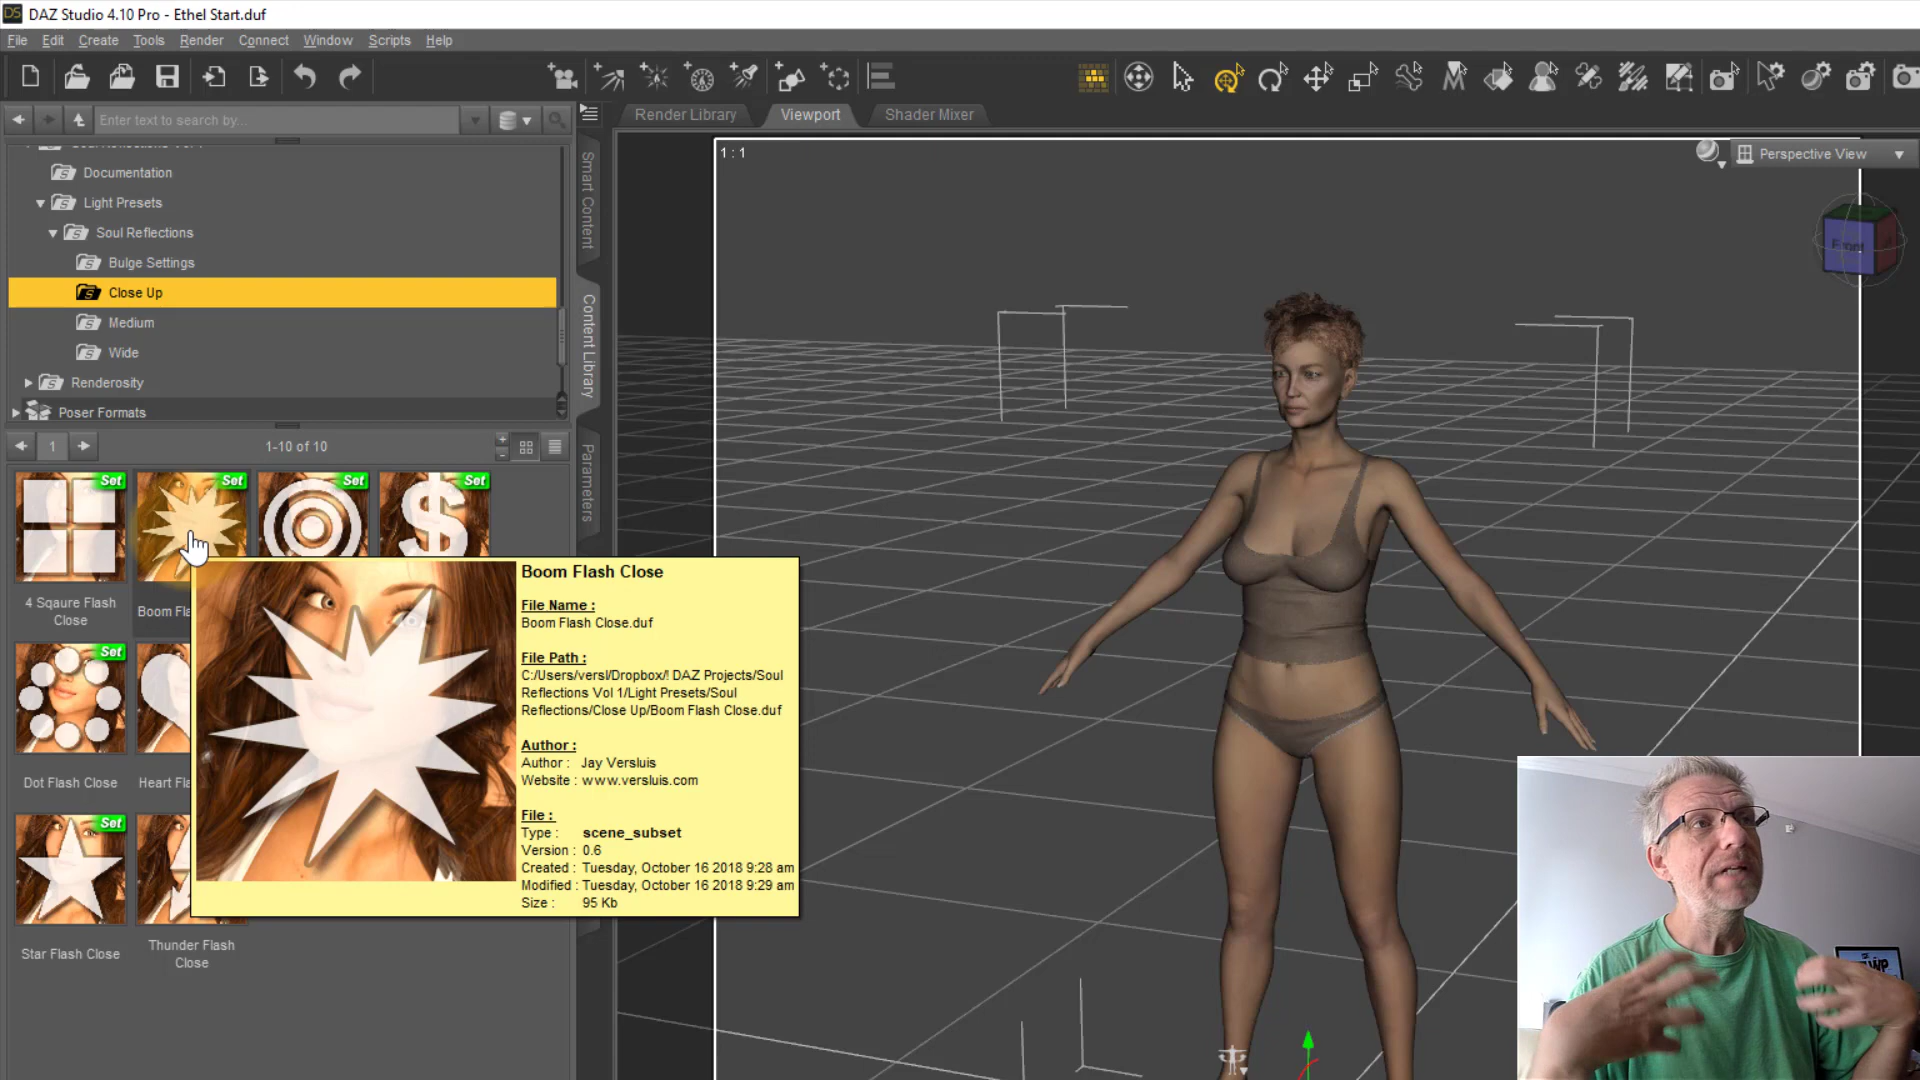 DAZ Studio 4.10 Pro - Ethel Start.duf
File Edit Create Tools Render Connect Window Scripts Help
Enter text to search by...
Render Library
Viewport
Shader Mixer
1 : 1
Perspective View
Front
Smart Content
Content Library
Parameters
Documentation
Light Presets
Soul Reflections
Bulge Settings
Close Up
Medium
Wide
Renderosity
Poser Formats
1
1-10 of 10
Set
Set
Set
Set
4 Sqaure Flash
Close
Boom Fla
Set
Dot Flash Close
Heart Fla
Set
Star Flash Close
Thunder Flash
Close
Boom Flash Close
File Name :
Boom Flash Close.duf
File Path :
C:/Users/versl/Dropbox/! DAZ Projects/Soul
Reflections Vol 1/Light Presets/Soul
Reflections/Close Up/Boom Flash Close.duf
Author :
Author : Jay Versluis
Website : www.versluis.com
File :
Type : scene_subset
Version : 0.6
Created : Tuesday, October 16 2018 9:28 am
Modified : Tuesday, October 16 2018 9:29 am
Size : 95 Kb